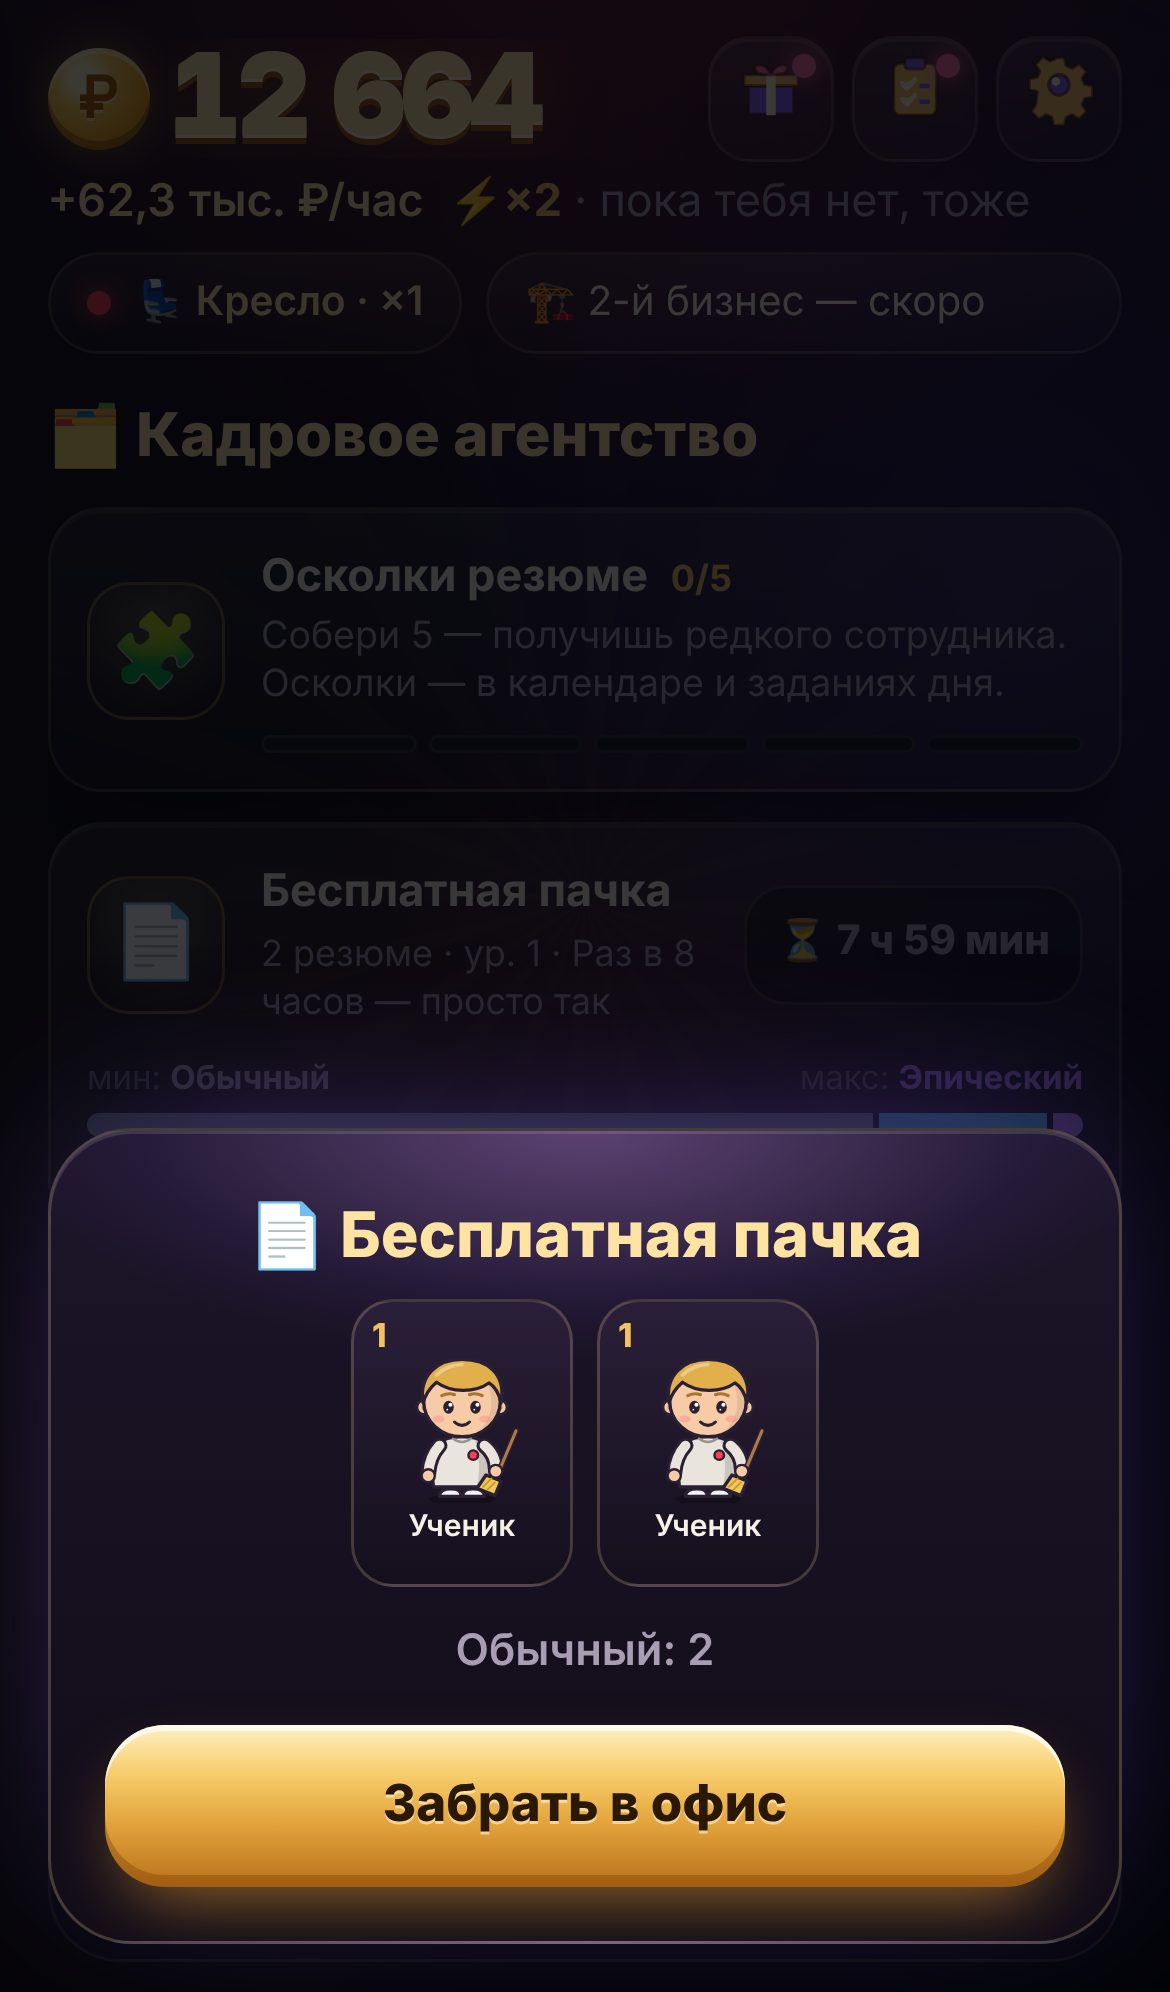 12 664
+62,3 тыс. ₽/час ⚡×2 · пока тебя нет, тоже
Кресло · ×1
2-й бизнес — скоро
Кадровое агентство
Осколки резюме 0/5
Собери 5 — получишь редкого сотрудника.
Осколки — в календаре и заданиях дня.
Бесплатная пачка
2 резюме · ур. 1 · Раз в 8
часов — просто так
7 ч 59 мин
мин: Обычный
макс: Эпический
Бесплатная пачка
1
Ученик
1
Ученик
Обычный: 2
Забрать в офис